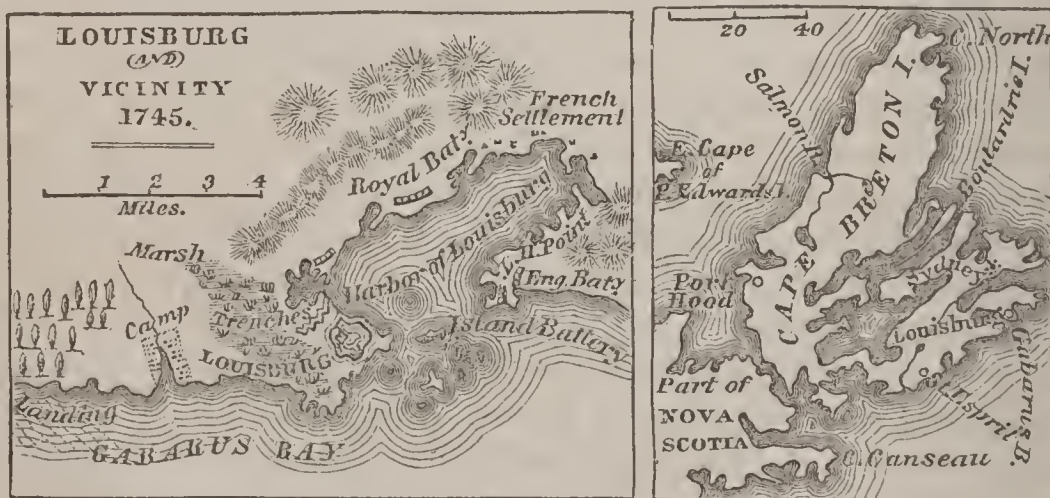 LOUISBURG
(AND)
VICINITY
1745.
1 2 3 4
Miles.
French
Settlement
Royal Baty
Harbor of Louisburg
L. H. Point
Eng. Baty
Island Battery
Marsh
Camp
Trenches
LOUISBURG
Landing
GABARUS BAY
20 40
C. North
Salmon R.
Boulardrie I.
E. Cape
of
P. Edwards I.
CAPE BRETON I.
Sydney
Port
Hood
Louisburg
Gabarus B.
Esprit
Part of
NOVA
SCOTIA
C. Canseau